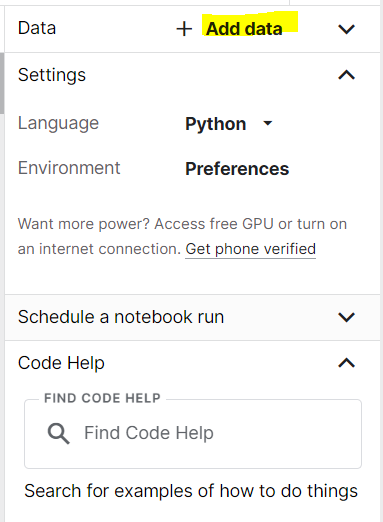 Data + Add data
Settings
Language Python
Environment Preferences
Want more power? Access free GPU or turn on
an internet connection. Get phone verified
Schedule a notebook run
Code Help
FIND CODE HELP
Find Code Help
Search for examples of how to do things